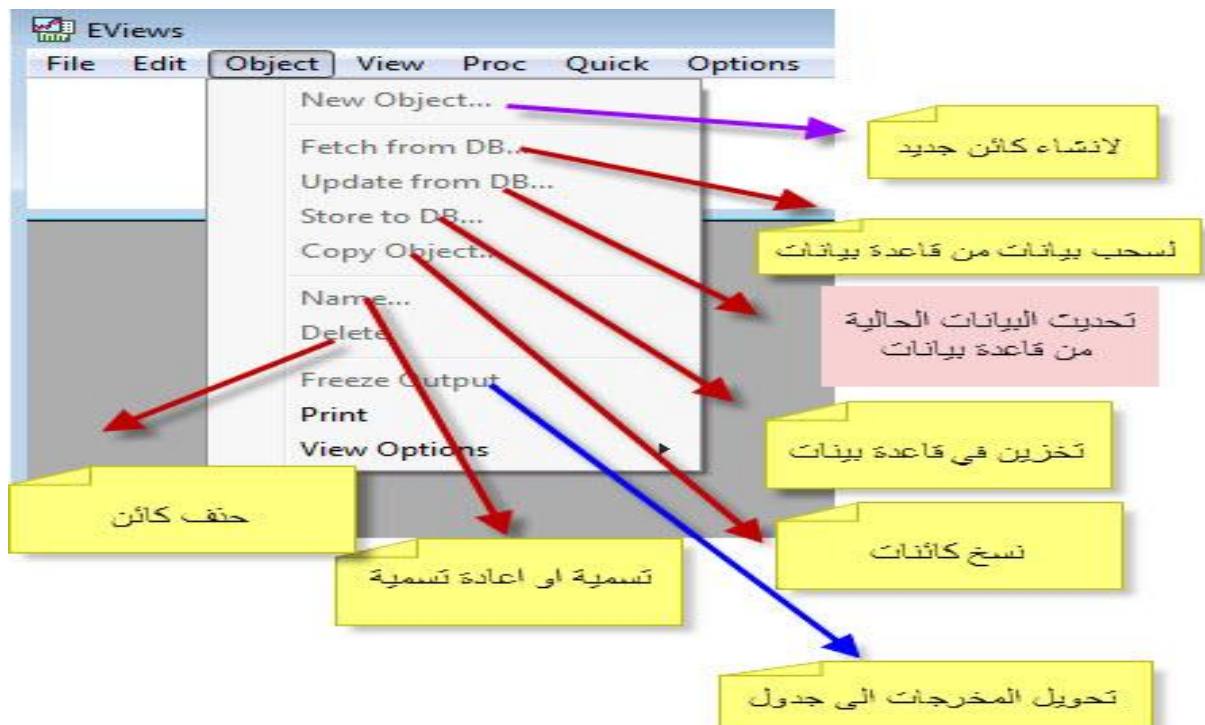 EViews
File Edit Object View Proc Quick Options
New Object...
Fetch from DB...
Update from DB...
Store to DB...
Copy Object...
Name...
Delete
Freeze Output
Print
View Options
لانشاء كائن جديد
لسحب بيانات من قاعدة بيانات
تحديت البيانات الحالية
من قاعدة بيانات
تخزين في قاعدة بينات
نسخ كائنات
حذف كائن
تسمية او اعادة تسمية
تحويل المخرجات الى جدول